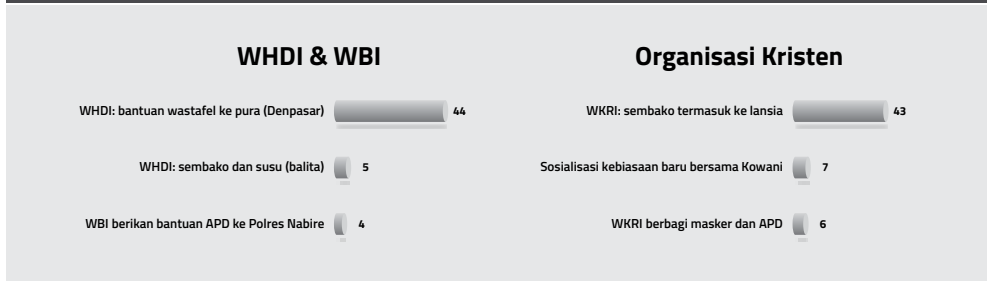 WHDI & WBI
WHDI: bantuan wastafel ke pura (Denpasar) 44
WHDI: sembako dan susu (balita) 5
WBI berikan bantuan APD ke Polres Nabire 4
Organisasi Kristen
WKRI: sembako termasuk ke lansia 43
Sosialisasi kebiasaan baru bersama Kowani 7
WKRI berbagi masker dan APD 6